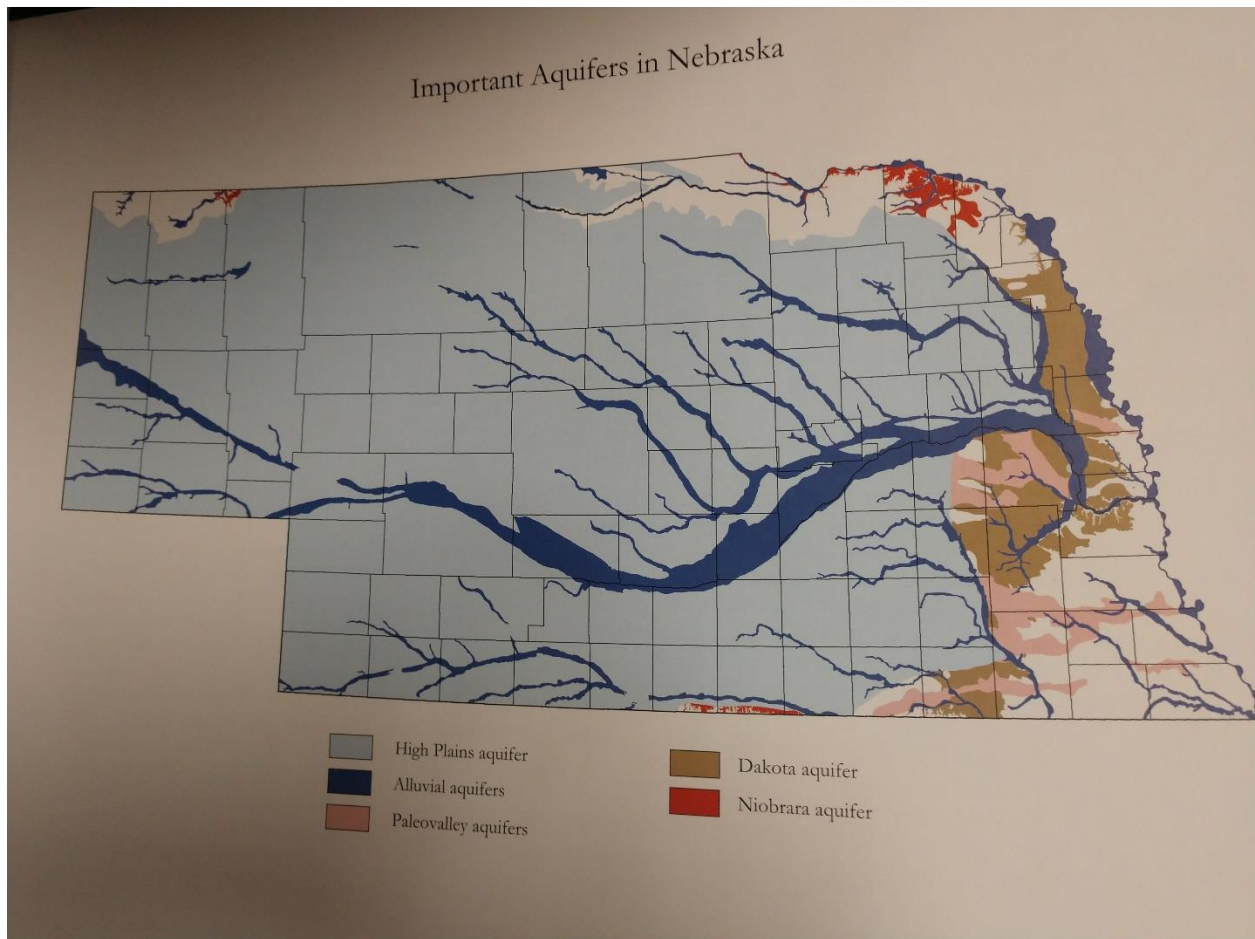 Important Aquifers in Nebraska
High Plains aquifer
Alluvial aquifers
Paleovalley aquifers
Dakota aquifer
Niobrara aquifer